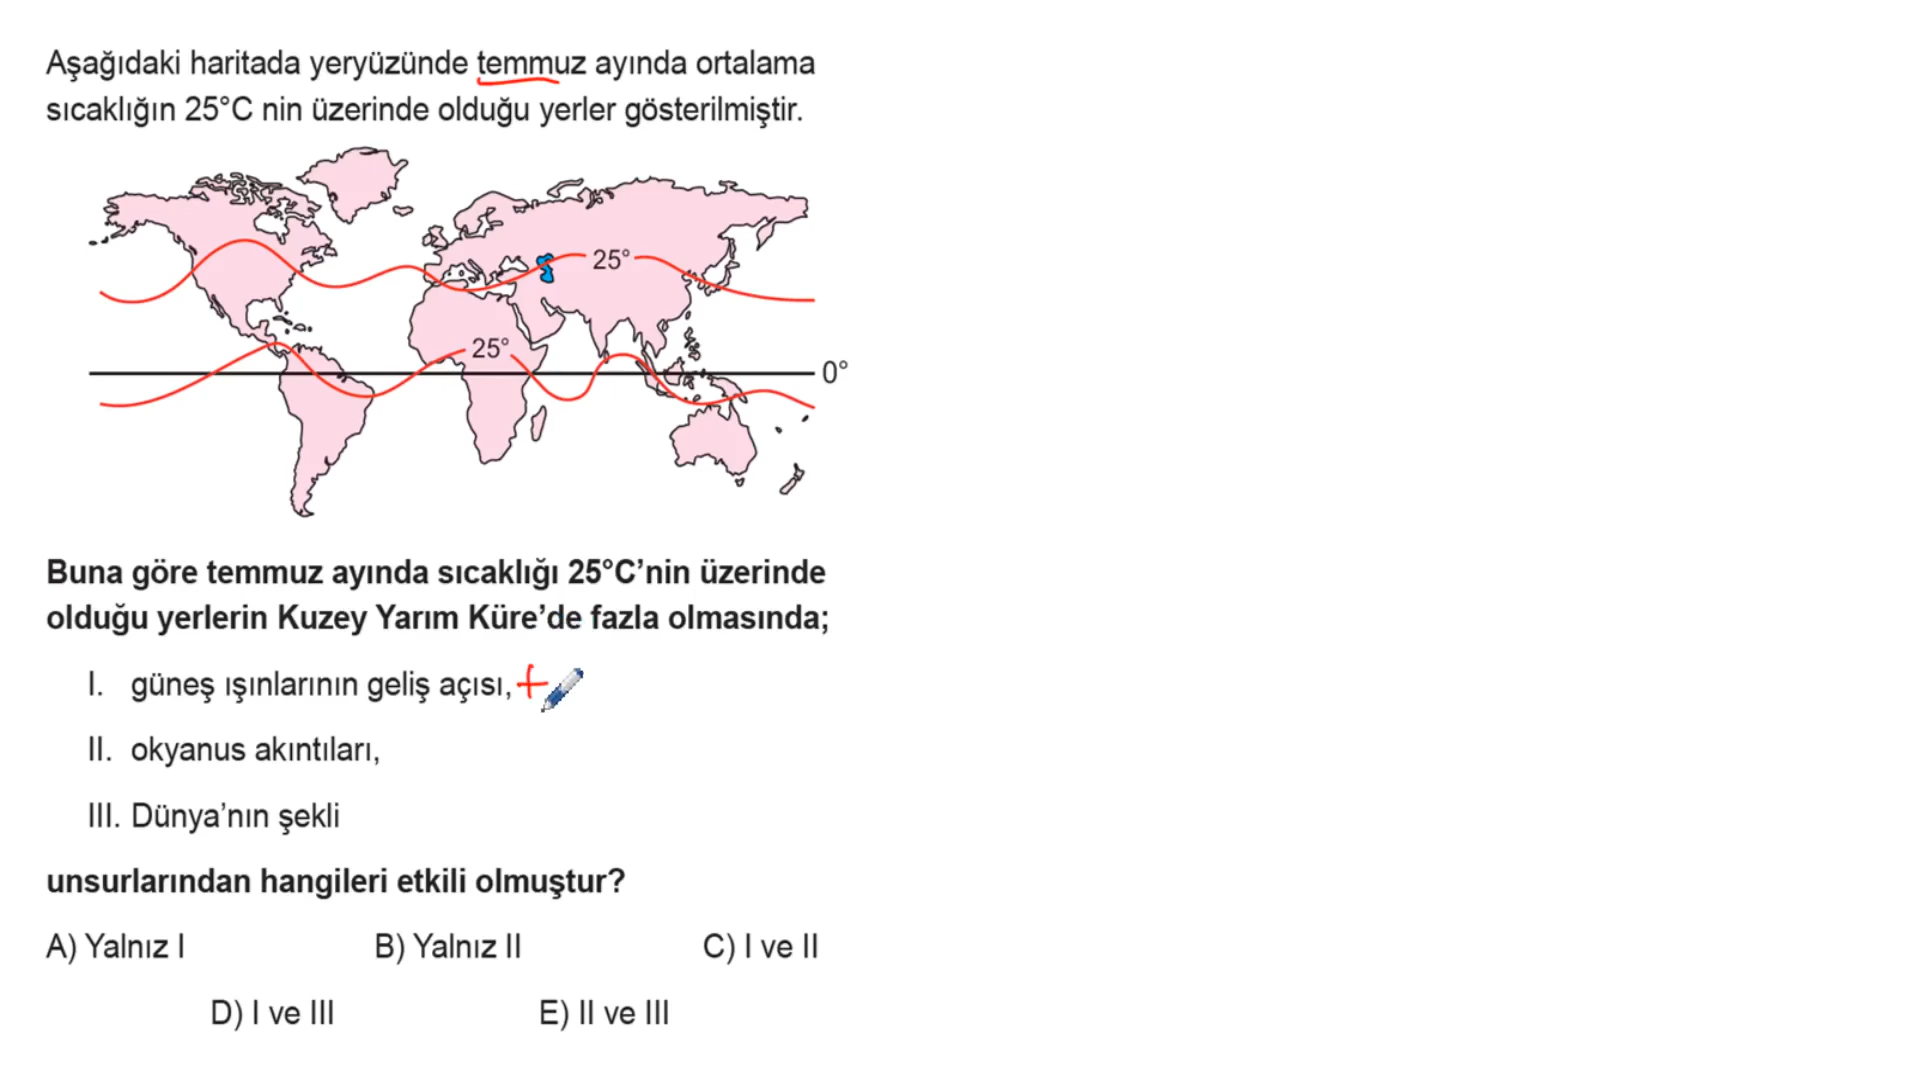 Aşağıdaki haritada yeryüzünde temmuz ayında ortalama
sıcaklığın 25°C nin üzerinde olduğu yerler gösterilmiştir.
25°
25°
0°
Buna göre temmuz ayında sıcaklığı 25°C’nin üzerinde
olduğu yerlerin Kuzey Yarım Küre’de fazla olmasında;
I. güneş ışınlarının geliş açısı, +
II. okyanus akıntıları,
III. Dünya’nın şekli
unsurlarından hangileri etkili olmuştur?
A) Yalnız I B) Yalnız II C) I ve II
D) I ve III E) II ve III